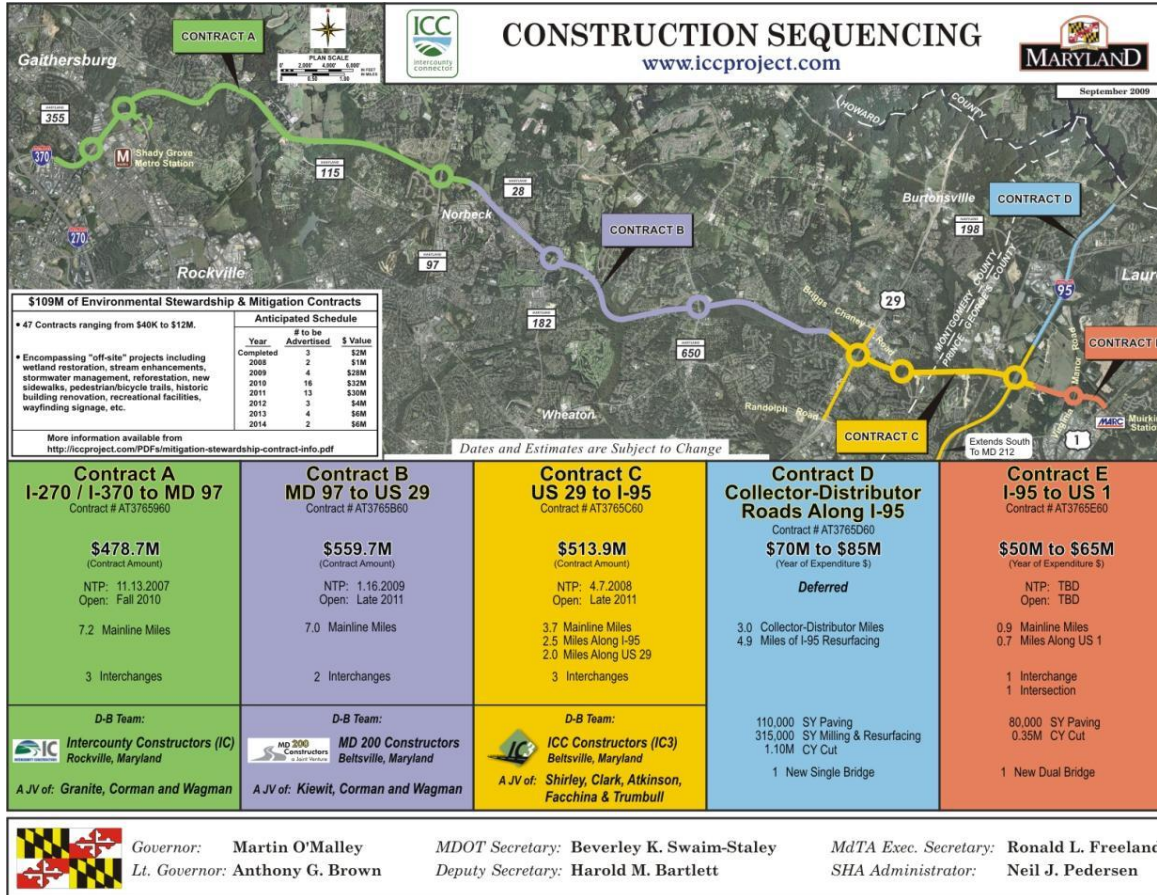 CONSTRUCTION SEQUENCING
www.iccproject.com
ICC
intercounty
connector
MARYLAND
September 2009
PLAN SCALE
CONTRACT A
Gaithersburg
MARYLAND
355
370
M
Shady Grove
Metro Station
MARYLAND
115
270
Rockville
MARYLAND
28
Norbeck
MARYLAND
97
CONTRACT B
MARYLAND
182
MARYLAND
650
Wheaton
HOWARD COUNTY
Burtonsville
MARYLAND
198
CONTRACT D
MONTGOMERY COUNTY
PRINCE GEORGE'S COUNTY
95
29
Briggs Chaney Road
Randolph Road
CONTRACT C
Manor Road
MARC
1
Extends South
To MD 212
Dates and Estimates are Subject to Change
$109M of Environmental Stewardship & Mitigation Contracts
• 47 Contracts ranging from $40K to $12M.
• Encompassing "off-site" projects including
wetland restoration, stream enhancements,
stormwater management, reforestation, new
sidewalks, pedestrian/bicycle trails, historic
building renovation, recreational facilities,
wayfinding signage, etc.
Anticipated Schedule
Year # to be Advertised $ Value
Completed 3 $2M
2008 2 $1M
2009 4 $28M
2010 16 $32M
2011 13 $30M
2012 3 $4M
2013 4 $6M
2014 2 $6M
More information available from
http://iccproject.com/PDFs/mitigation-stewardship-contract-info.pdf
Contract A
I-270 / I-370 to MD 97
Contract # AT3765960
$478.7M
(Contract Amount)
NTP: 11.13.2007
Open: Fall 2010
7.2 Mainline Miles
3 Interchanges
D-B Team:
IC
Intercounty Constructors (IC)
Rockville, Maryland
A JV of: Granite, Corman and Wagman
Contract B
MD 97 to US 29
Contract # AT3765B60
$559.7M
(Contract Amount)
NTP: 1.16.2009
Open: Late 2011
7.0 Mainline Miles
2 Interchanges
D-B Team:
MD 200
Constructors
a Joint Venture
MD 200 Constructors
Beltsville, Maryland
A JV of: Kiewit, Corman and Wagman
Contract C
US 29 to I-95
Contract # AT3765C60
$513.9M
(Contract Amount)
NTP: 4.7.2008
Open: Late 2011
3.7 Mainline Miles
2.5 Miles Along I-95
2.0 Miles Along US 29
3 Interchanges
D-B Team:
IC3
ICC Constructors (IC3)
Beltsville, Maryland
A JV of: Shirley, Clark, Atkinson,
Facchina & Trumbull
Contract D
Collector-Distributor
Roads Along I-95
Contract # AT3765D60
$70M to $85M
(Year of Expenditure $)
Deferred
3.0 Collector-Distributor Miles
4.9 Miles of I-95 Resurfacing
110,000 SY Paving
315,000 SY Milling & Resurfacing
1.10M CY Cut
1 New Single Bridge
Contract E
I-95 to US 1
Contract # AT3765E60
$50M to $65M
(Year of Expenditure $)
NTP: TBD
Open: TBD
0.9 Mainline Miles
0.7 Miles Along US 1
1 Interchange
1 Intersection
80,000 SY Paving
0.35M CY Cut
1 New Dual Bridge
Governor: Martin O'Malley
Lt. Governor: Anthony G. Brown
MDOT Secretary: Beverley K. Swaim-Staley
Deputy Secretary: Harold M. Bartlett
MdTA Exec. Secretary: Ronald L. Freeland
SHA Administrator: Neil J. Pedersen